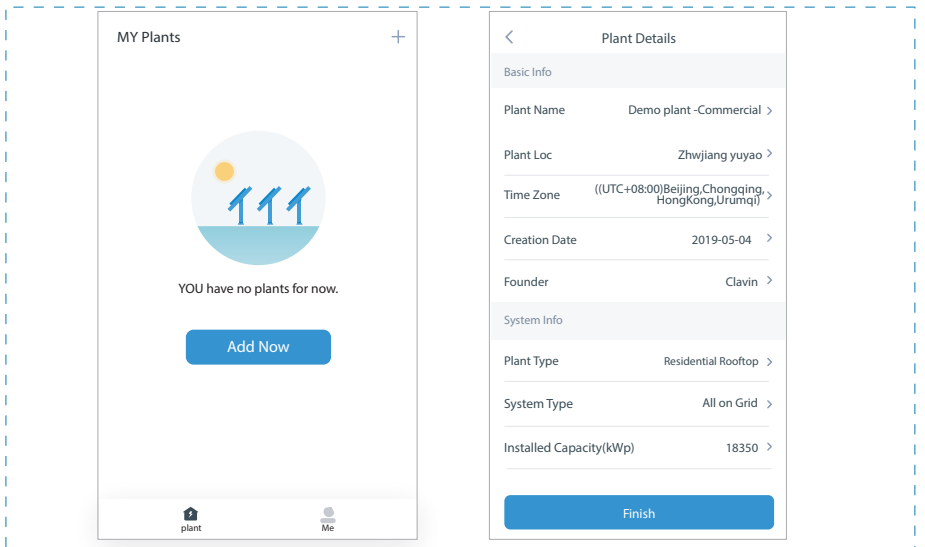 MY Plants
YOU have no plants for now.
Add Now
plant
Me
Plant Details
Basic Info
Plant Name Demo plant -Commercial
Plant Loc Zhwjiang yuyao
Time Zone ((UTC+08:00)Beijing,Chongqing,
HongKong,Urumqi)
Creation Date 2019-05-04
Founder Clavin
System Info
Plant Type Residential Rooftop
System Type All on Grid
Installed Capacity(kWp) 18350
Finish